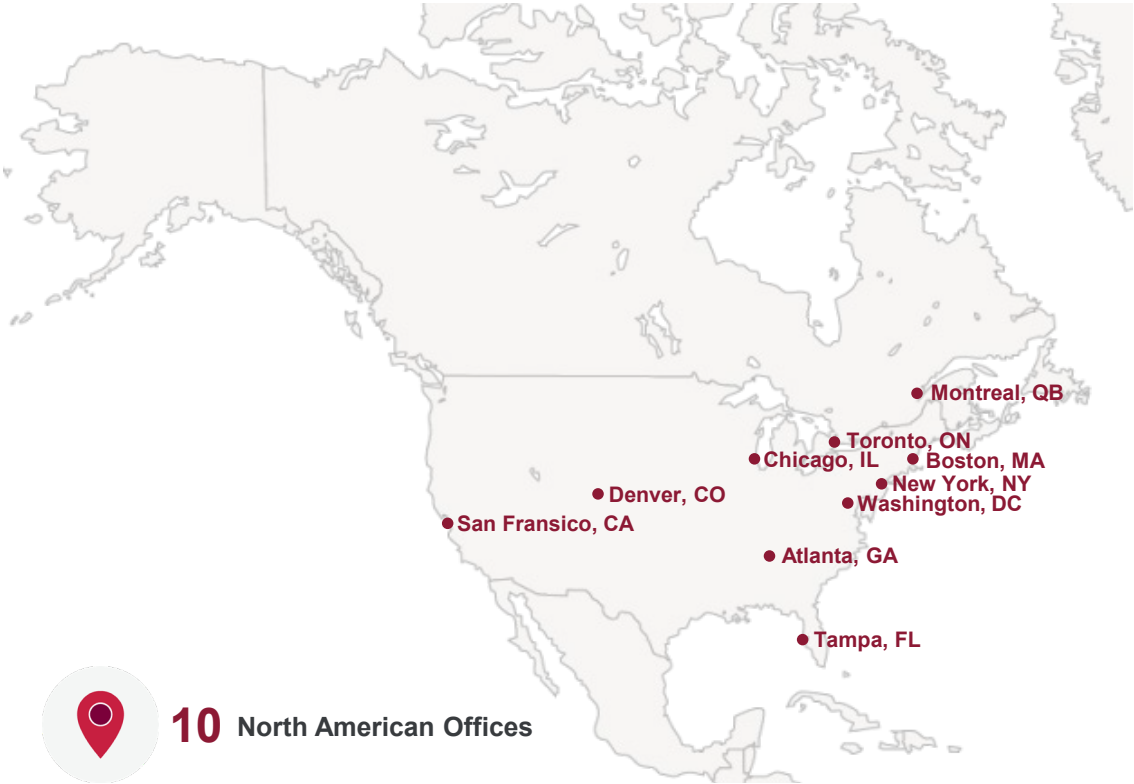 Montreal, QB
Toronto, ON
Chicago, IL
Boston, MA
New York, NY
Denver, CO
Washington, DC
San Fransico, CA
Atlanta, GA
Tampa, FL
10 North American Offices